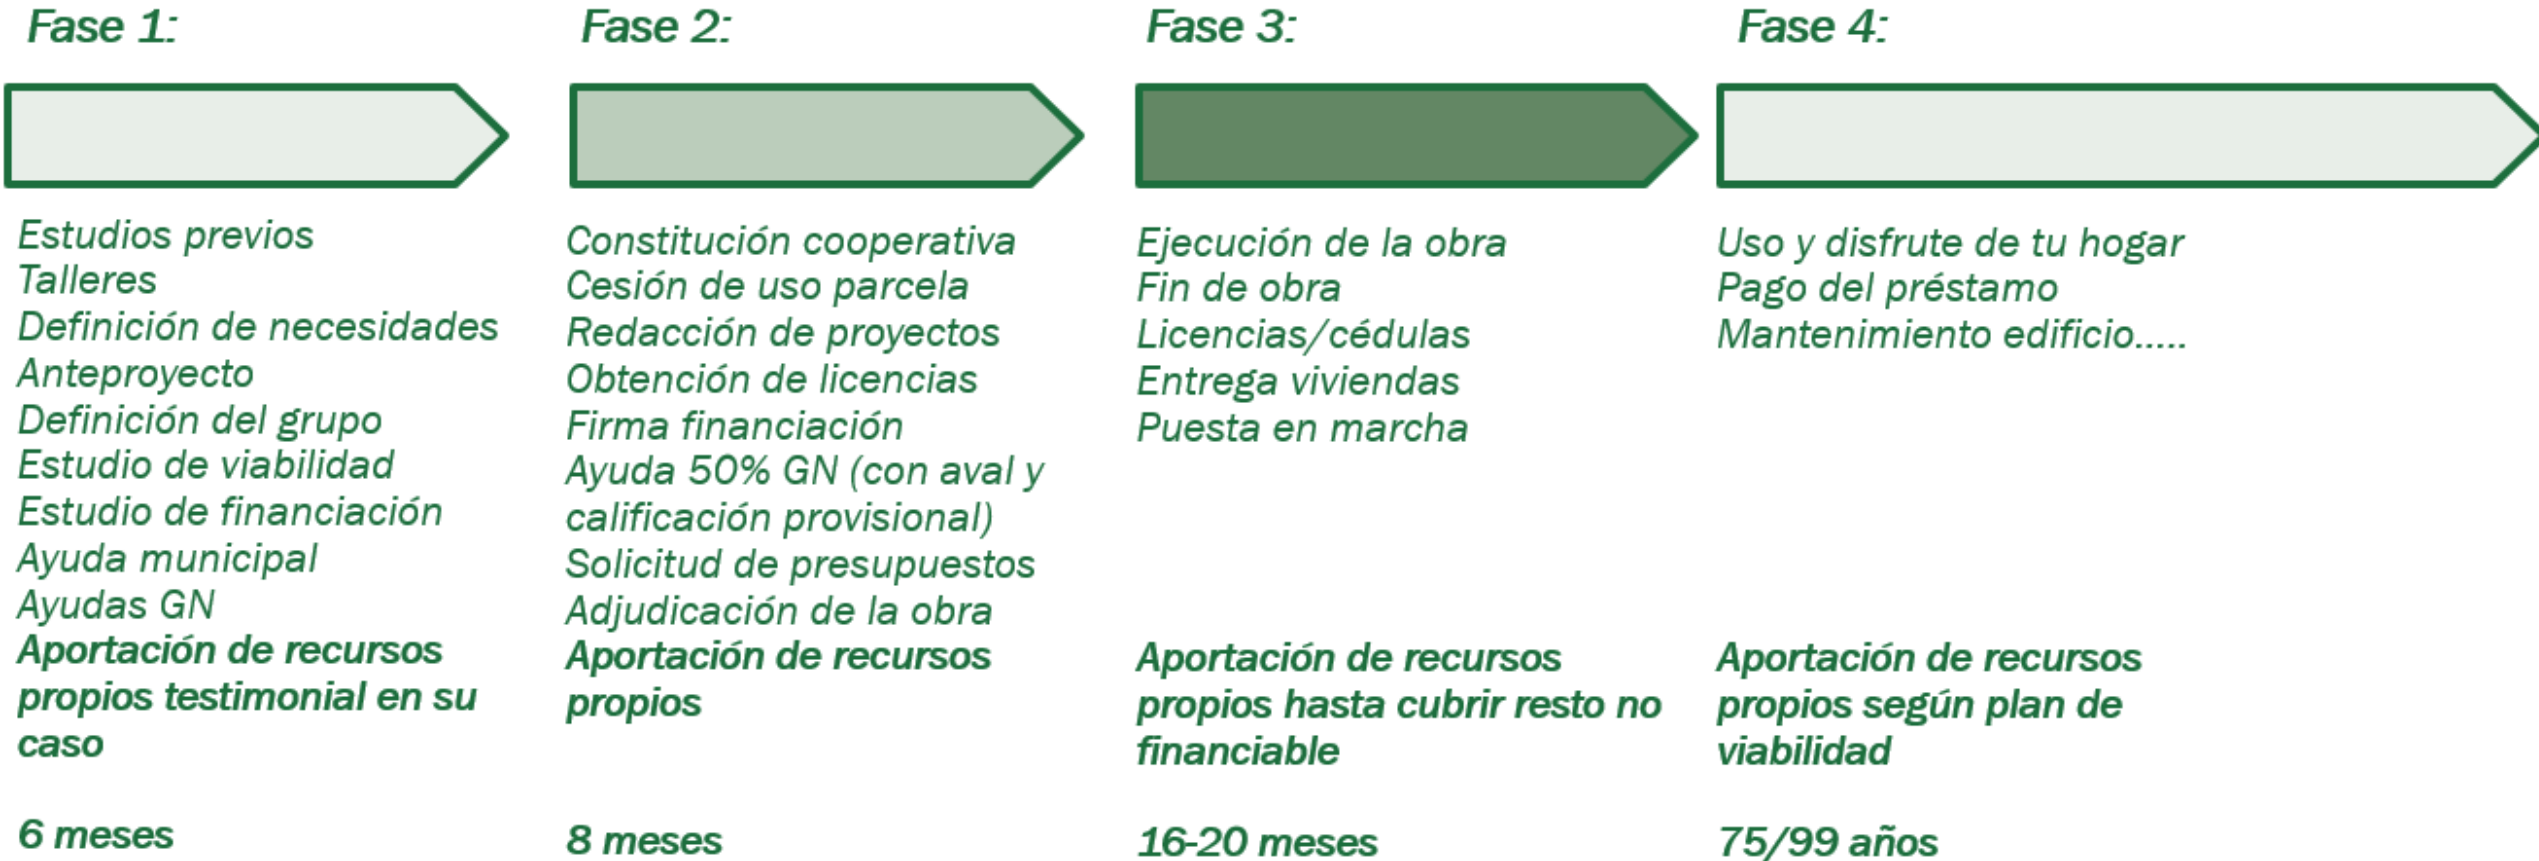 Fase 1:
Estudios previos
Talleres
Definición de necesidades
Anteproyecto
Definición del grupo
Estudio de viabilidad
Estudio de financiación
Ayuda municipal
Ayudas GN
Aportación de recursos
propios testimonial en su
caso
6 meses
Fase 2:
Constitución cooperativa
Cesión de uso parcela
Redacción de proyectos
Obtención de licencias
Firma financiación
Ayuda 50% GN (con aval y
calificación provisional)
Solicitud de presupuestos
Adjudicación de la obra
Aportación de recursos
propios
8 meses
Fase 3:
Ejecución de la obra
Fin de obra
Licencias/cédulas
Entrega viviendas
Puesta en marcha
Aportación de recursos
propios hasta cubrir resto no
financiable
16-20 meses
Fase 4:
Uso y disfrute de tu hogar
Pago del préstamo
Mantenimiento edificio.....
Aportación de recursos
propios según plan de
viabilidad
75/99 años